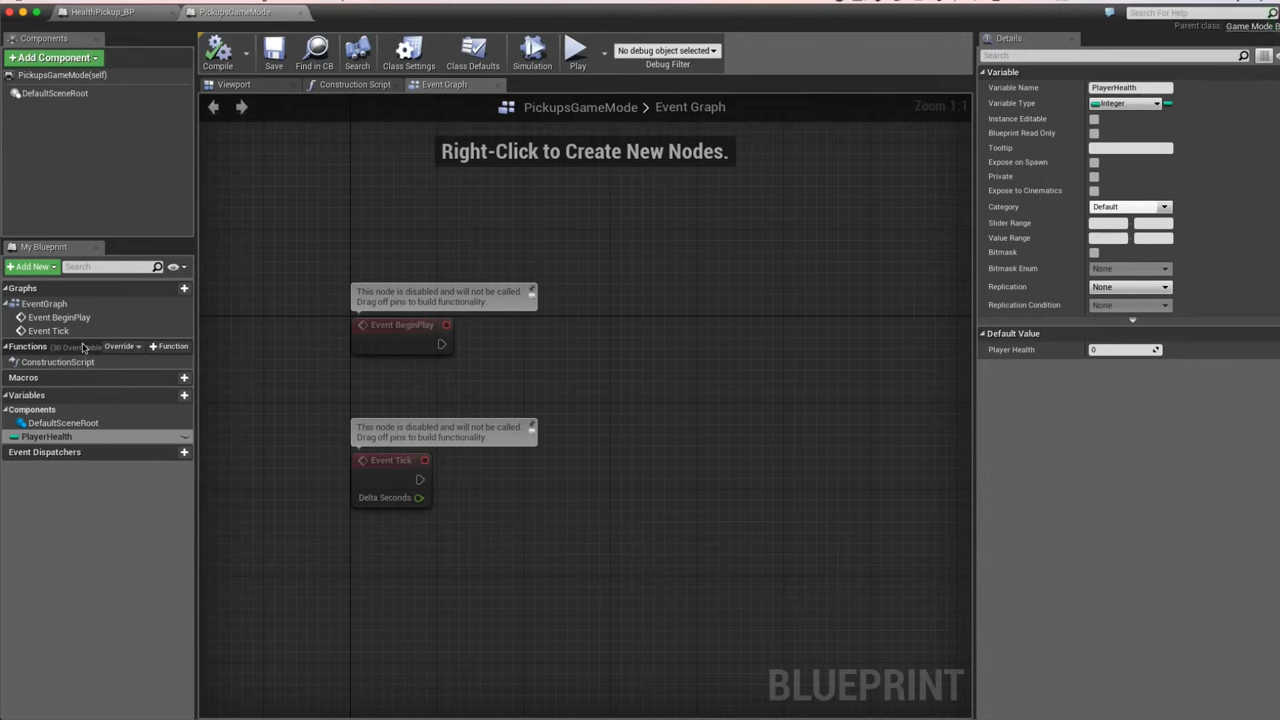 HealthPickup_BP
PickupsGameMode
Search For Help
Parent class: Game Mode B
Components
Add Component
PickupsGameMode(self)
DefaultSceneRoot
Compile
Save
Find in CB
Search
Class Settings
Class Defaults
Simulation
Play
No debug object selected
Debug Filter
Viewport
Construction Script
Event Graph
PickupsGameMode > Event Graph
Zoom 1:1
Right-Click to Create New Nodes.
This node is disabled and will not be called.
Drag off pins to build functionality.
Event BeginPlay
This node is disabled and will not be called.
Drag off pins to build functionality.
Event Tick
Delta Seconds
BLUEPRINT
My Blueprint
Add New
Search
Graphs
EventGraph
Event BeginPlay
Event Tick
Functions
Override
Function
ConstructionScript
Macros
Variables
Components
DefaultSceneRoot
PlayerHealth
Event Dispatchers
Details
Search
Variable
Variable Name PlayerHealth
Variable Type Integer
Instance Editable
Blueprint Read Only
Tooltip
Expose on Spawn
Private
Expose to Cinematics
Category Default
Slider Range
Value Range
Bitmask
Bitmask Enum None
Replication None
Replication Condition None
Default Value
Player Health 0